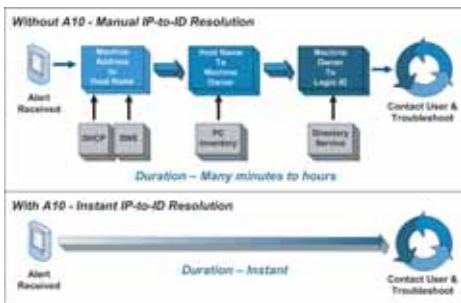 Without A10 - Manual IP-to-ID Resolution
Machine
Address
to
Host Name
Host Name
To
Machine
Owner
Machine
Owner
To
Login ID
Alert
Received
DHCP
DNS
PC
Inventory
Directory
Service
Contact User &
Troubleshoot
Duration – Many minutes to hours
With A10 - Instant IP-to-ID Resolution
Alert
Received
Duration – Instant
Contact User &
Troubleshoot